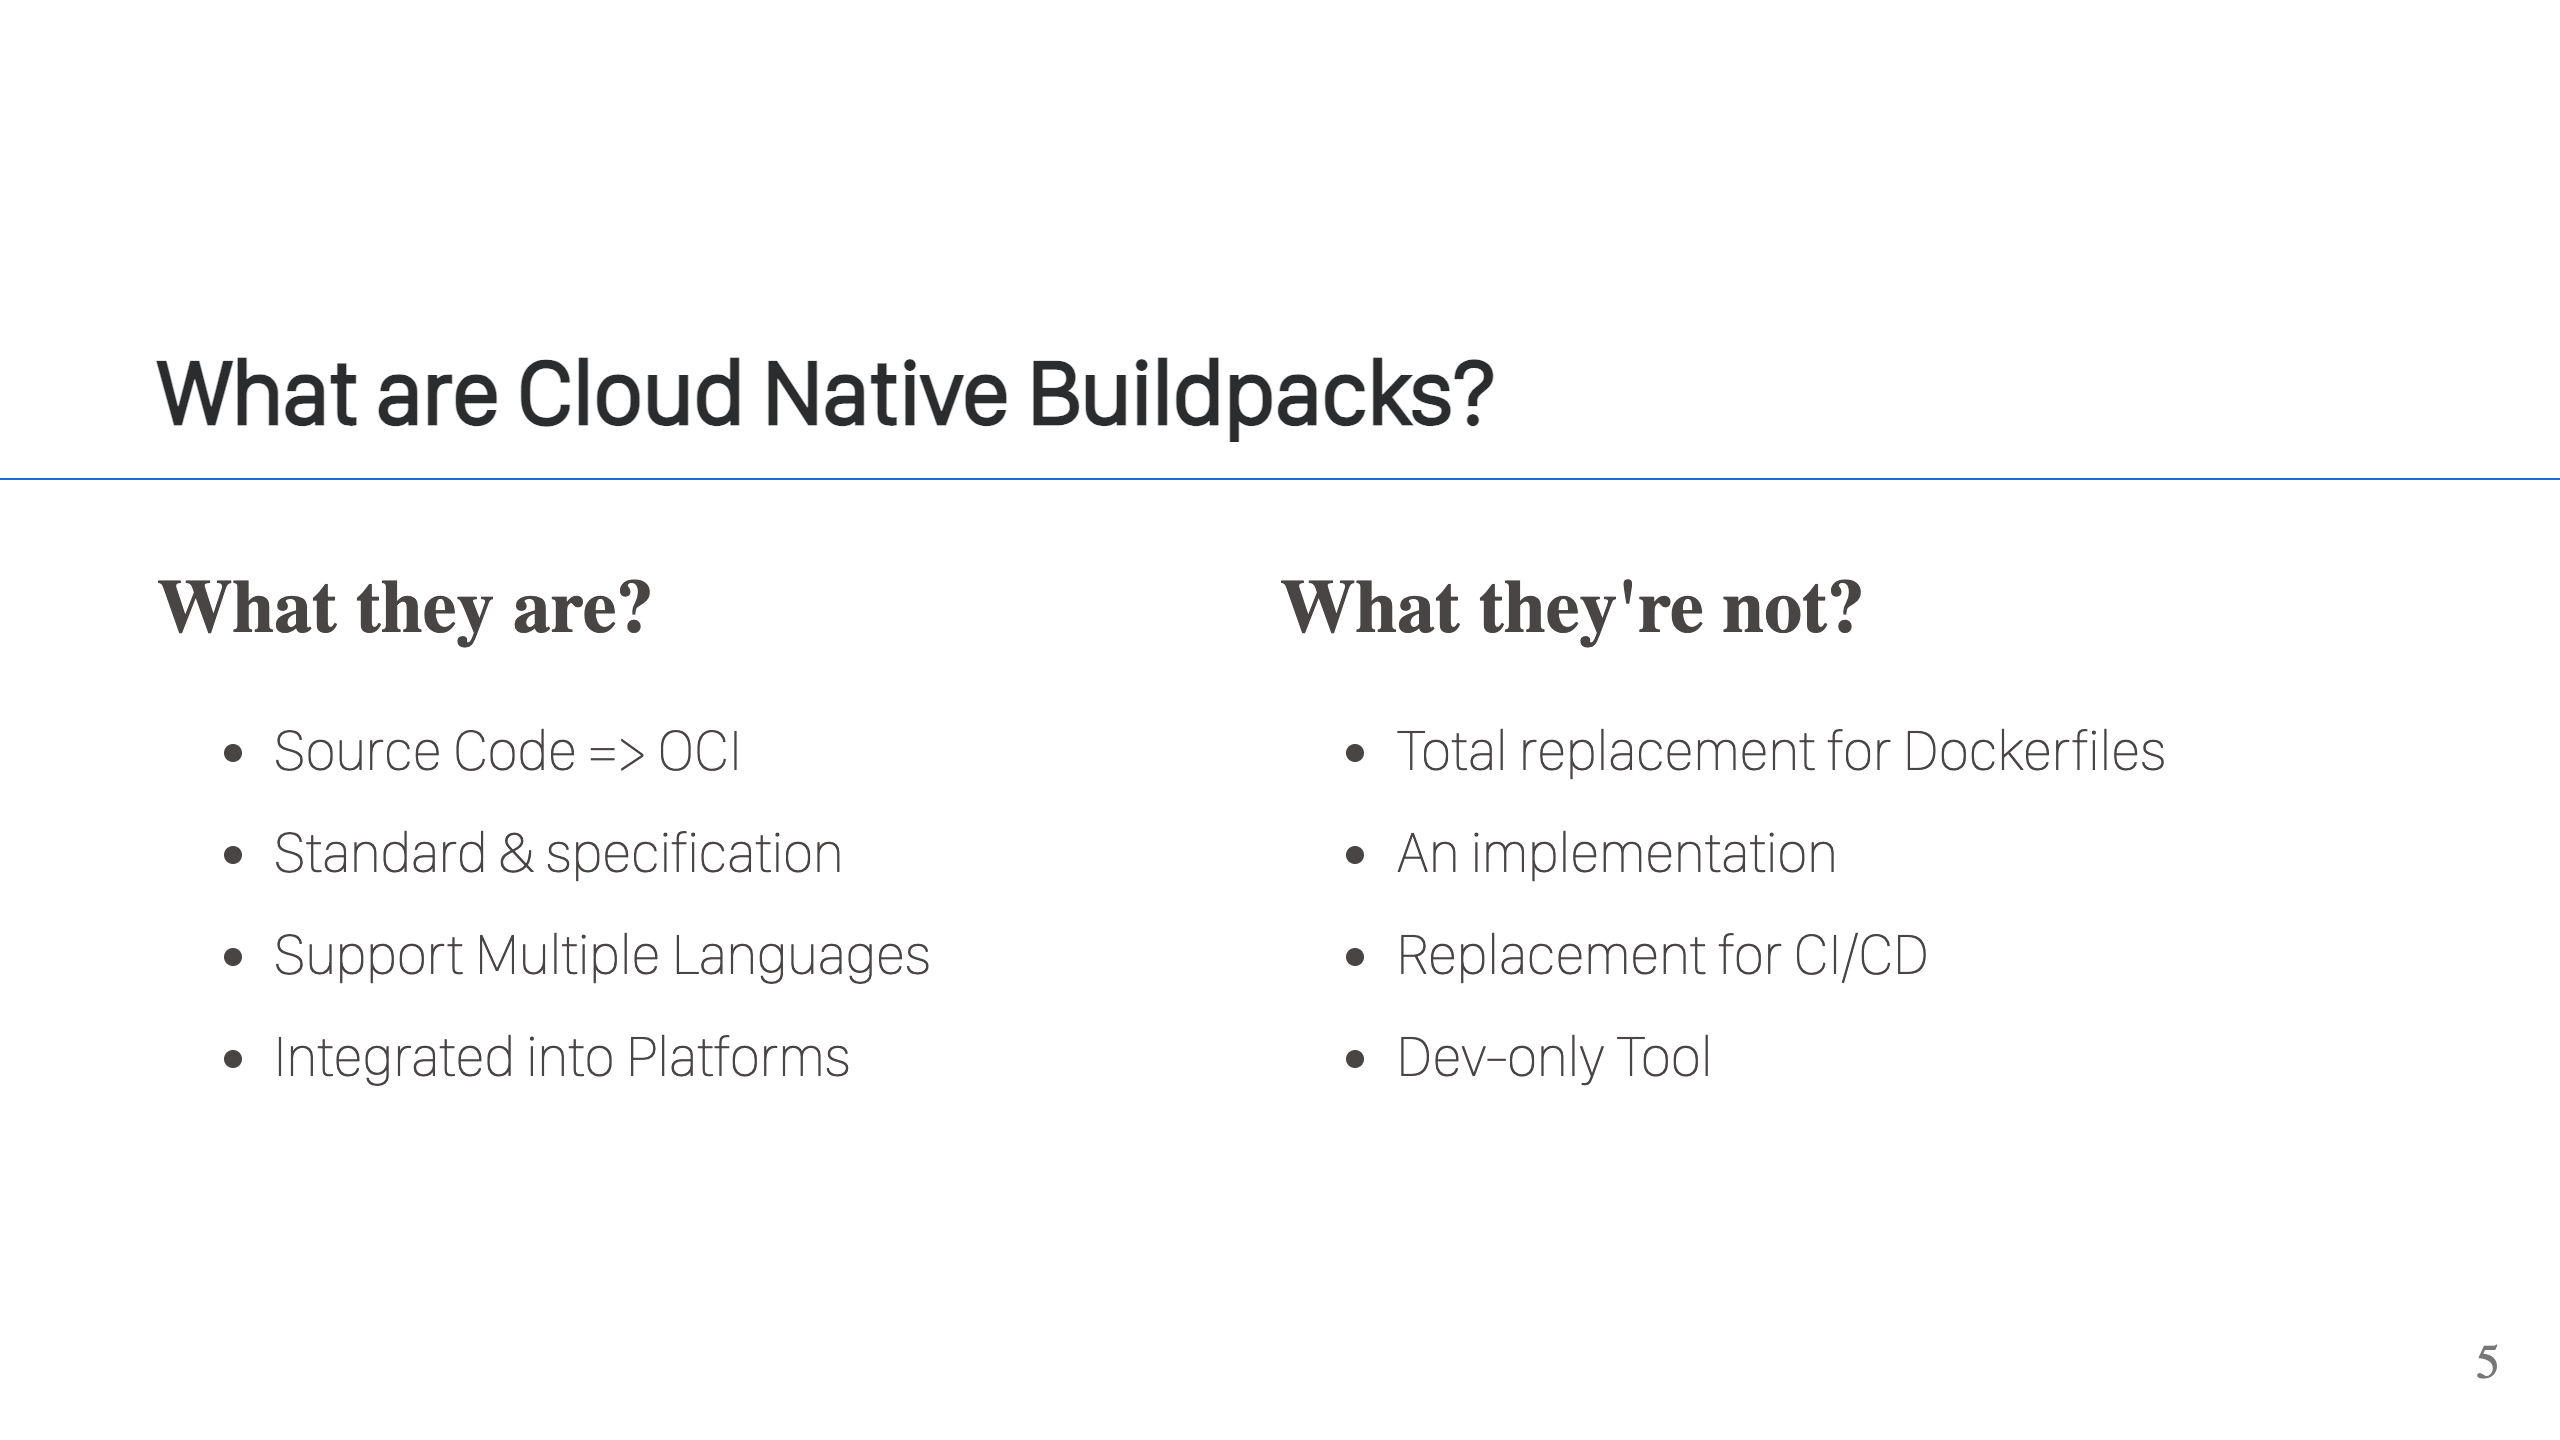 What are Cloud Native Buildpacks?
What they are?
• Source Code => OCI
• Standard & specification
• Support Multiple Languages
• Integrated into Platforms
What they're not?
• Total replacement for Dockerfiles
• An implementation
• Replacement for CI/CD
• Dev-only Tool
5